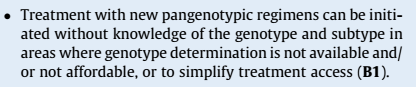 • Treatment with new pangenotypic regimens can be initi-
ated without knowledge of the genotype and subtype in
areas where genotype determination is not available and/
or not affordable, or to simplify treatment access (B1).